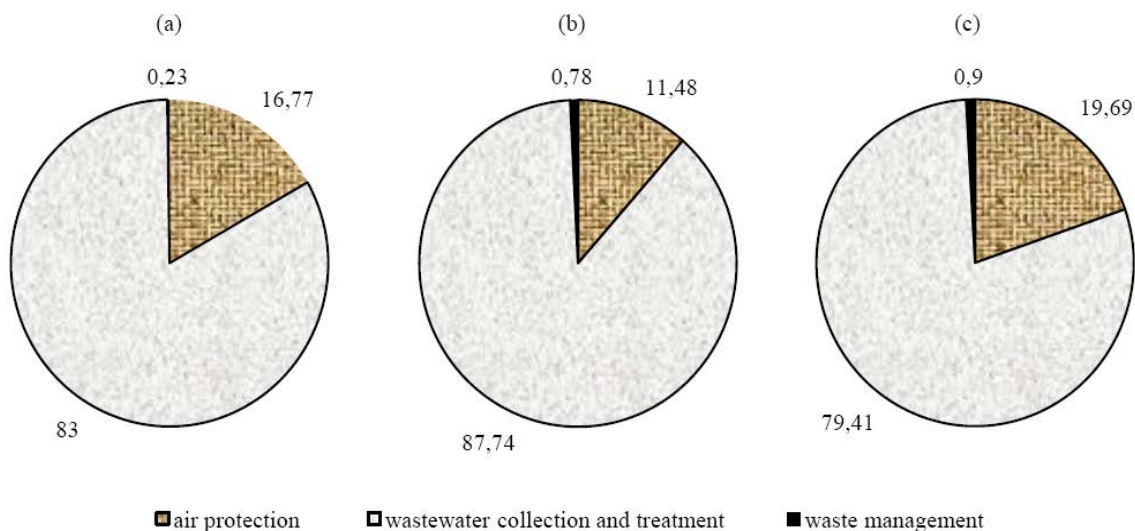 (a)
(b)
(c)
0,23
16,77
83
0,78
11,48
87,74
0,9
19,69
79,41
air protection
wastewater collection and treatment
waste management